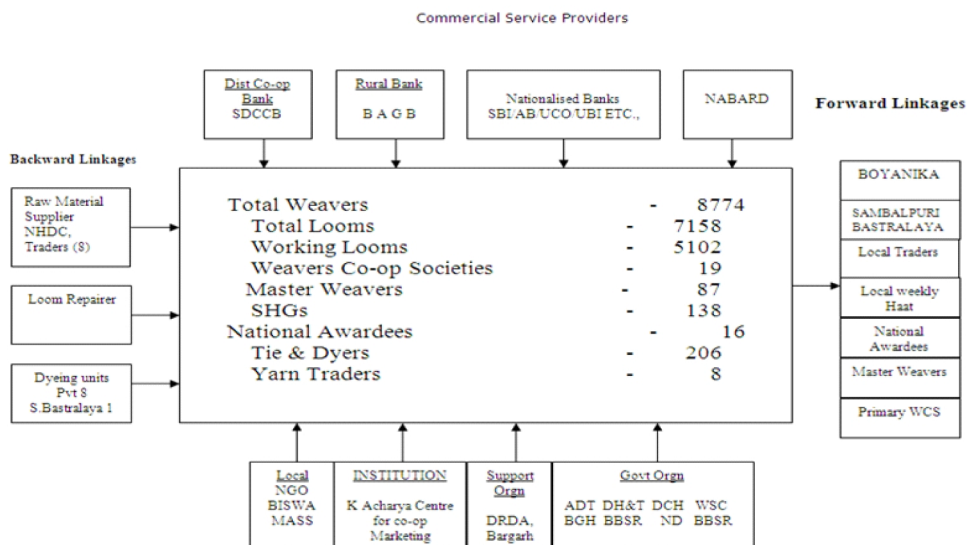 Commercial Service Providers
Dist Co-op
Bank
SDCCB
Rural Bank
B A G B
Nationalised Banks
SBI/AB/UCO/UBI ETC.,
NABARD
Forward Linkages
Backward Linkages
Raw Material
Supplier
NHDC,
Traders (8)
Loom Repairer
Dyeing units
Pvt 8
S.Bastralaya 1
Total Weavers - 8774
Total Looms - 7158
Working Looms - 5102
Weavers Co-op Societies - 19
Master Weavers - 87
SHGs - 138
National Awardees - 16
Tie & Dyers - 206
Yarn Traders - 8
BOYANIKA
SAMBALPURI
BASTRALAYA
Local Traders
Local weekly
Haat
National
Awardees
Master Weavers
Primary WCS
Local
NGO
BISWA
MASS
INSTITUTION
K Acharya Centre
for co-op
Marketing
Support
Orgn
DRDA,
Bargarh
Govt Orgn
ADT DH&T DCH WSC
BGH BBSR ND BBSR